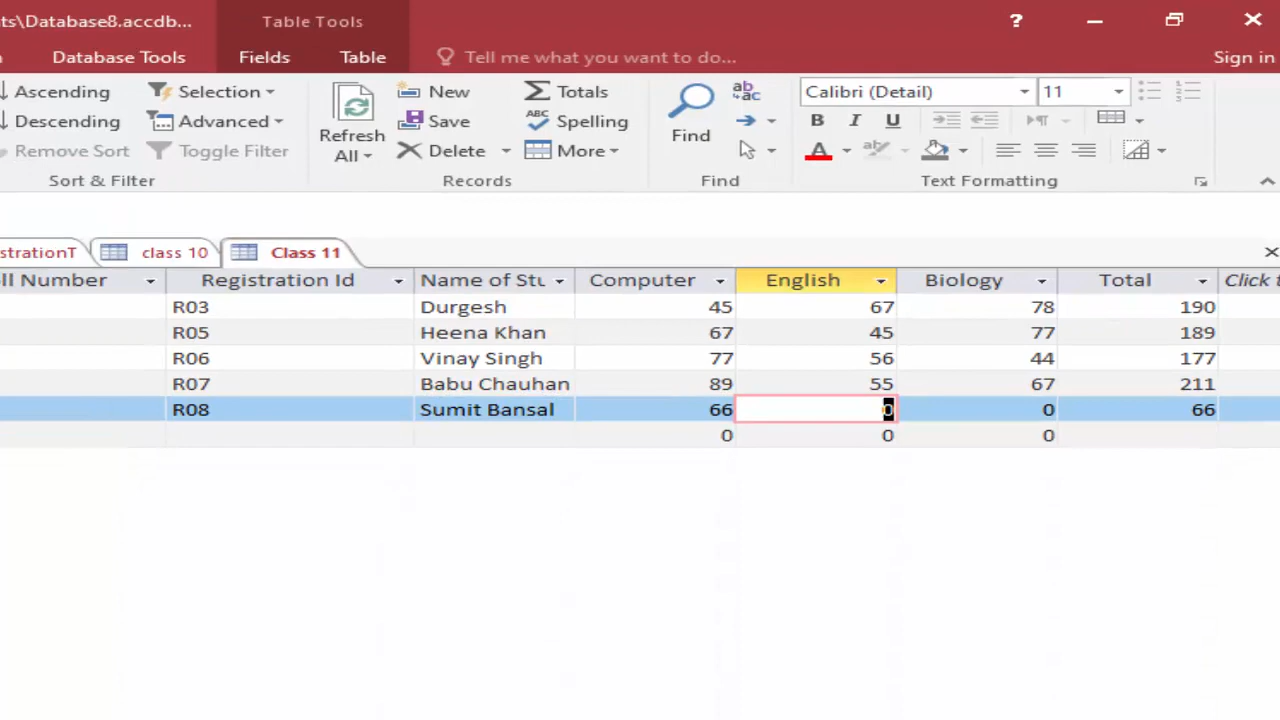 ts\Database8.accdb...
Table Tools
?
Database Tools
Fields
Table
Tell me what you want to do...
Sign in
Ascending
Selection
New
Totals
Calibri (Detail)
11
Descending
Advanced
Refresh All
Save
Spelling
Find
B I U
Remove Sort
Toggle Filter
Delete
More
Sort & Filter
Records
Find
Text Formatting
strationT
class 10
Class 11
ll Number
Registration Id
Name of Stu
Computer
English
Biology
Total
Click t
R03 Durgesh 45 67 78 190
R05 Heena Khan 67 45 77 189
R06 Vinay Singh 77 56 44 177
R07 Babu Chauhan 89 55 67 211
R08 Sumit Bansal 66 0 0 66
0 0 0